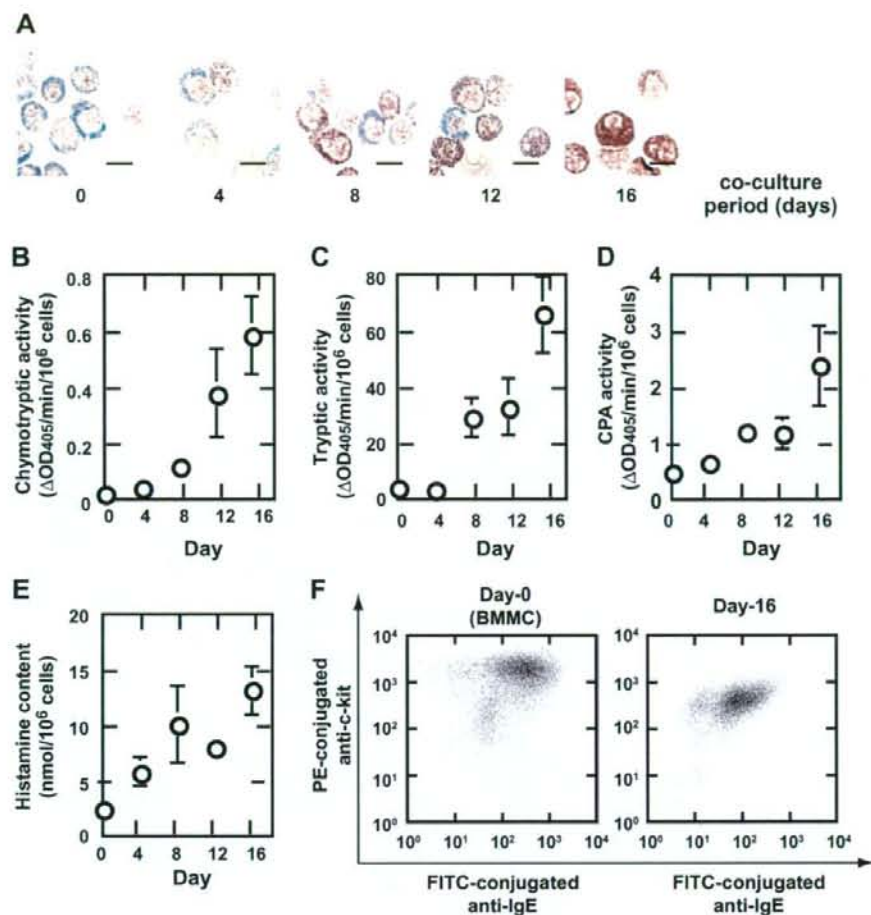 A
0 4 8 12 16
co-culture
period (days)
B
Chymotryptic activity
(ΔOD405/min/10⁶ cells)
0.8
0.6
0.4
0.2
0
0 4 8 12 16
Day
C
Tryptic activity
(ΔOD405/min/10⁶ cells)
80
60
40
20
0
0 4 8 12 16
Day
D
CPA activity
(ΔOD405/min/10⁶ cells)
4
3
2
1
0
0 4 8 12 16
Day
E
Histamine content
(nmol/10⁶ cells)
20
15
10
5
0
0 4 8 12 16
Day
F
Day-0
(BMMC)
Day-16
PE-conjugated
anti-c-kit
10⁴
10³
10²
10¹
10⁰
10⁰ 10¹ 10² 10³ 10⁴
10⁴
10³
10²
10¹
10⁰
10⁰ 10¹ 10² 10³ 10⁴
FITC-conjugated
anti-IgE
FITC-conjugated
anti-IgE